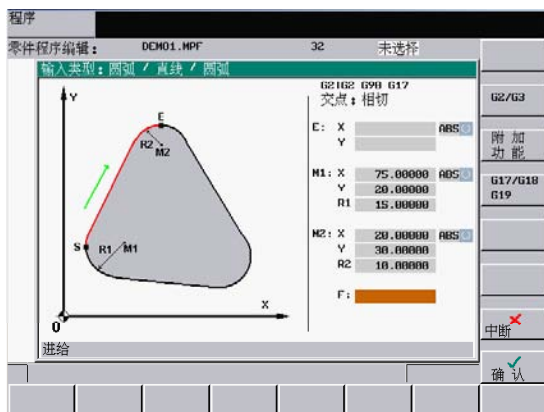 程序
零件程序编辑： DEMO1.MPF 32 未选择
输入类型：圆弧 / 直线 / 圆弧
G2|G2 G90 G17
交点：相切
E: X ABS
Y
M1: X 75.00000 ABS
Y 20.00000
R1 15.00000
M2: X 20.00000 ABS
Y 30.00000
R2 10.00000
F:
Y
E
R2
M2
S
R1
M1
X
0
进给
G2/G3
附加
功能
G17/G18
G19
中断
确认